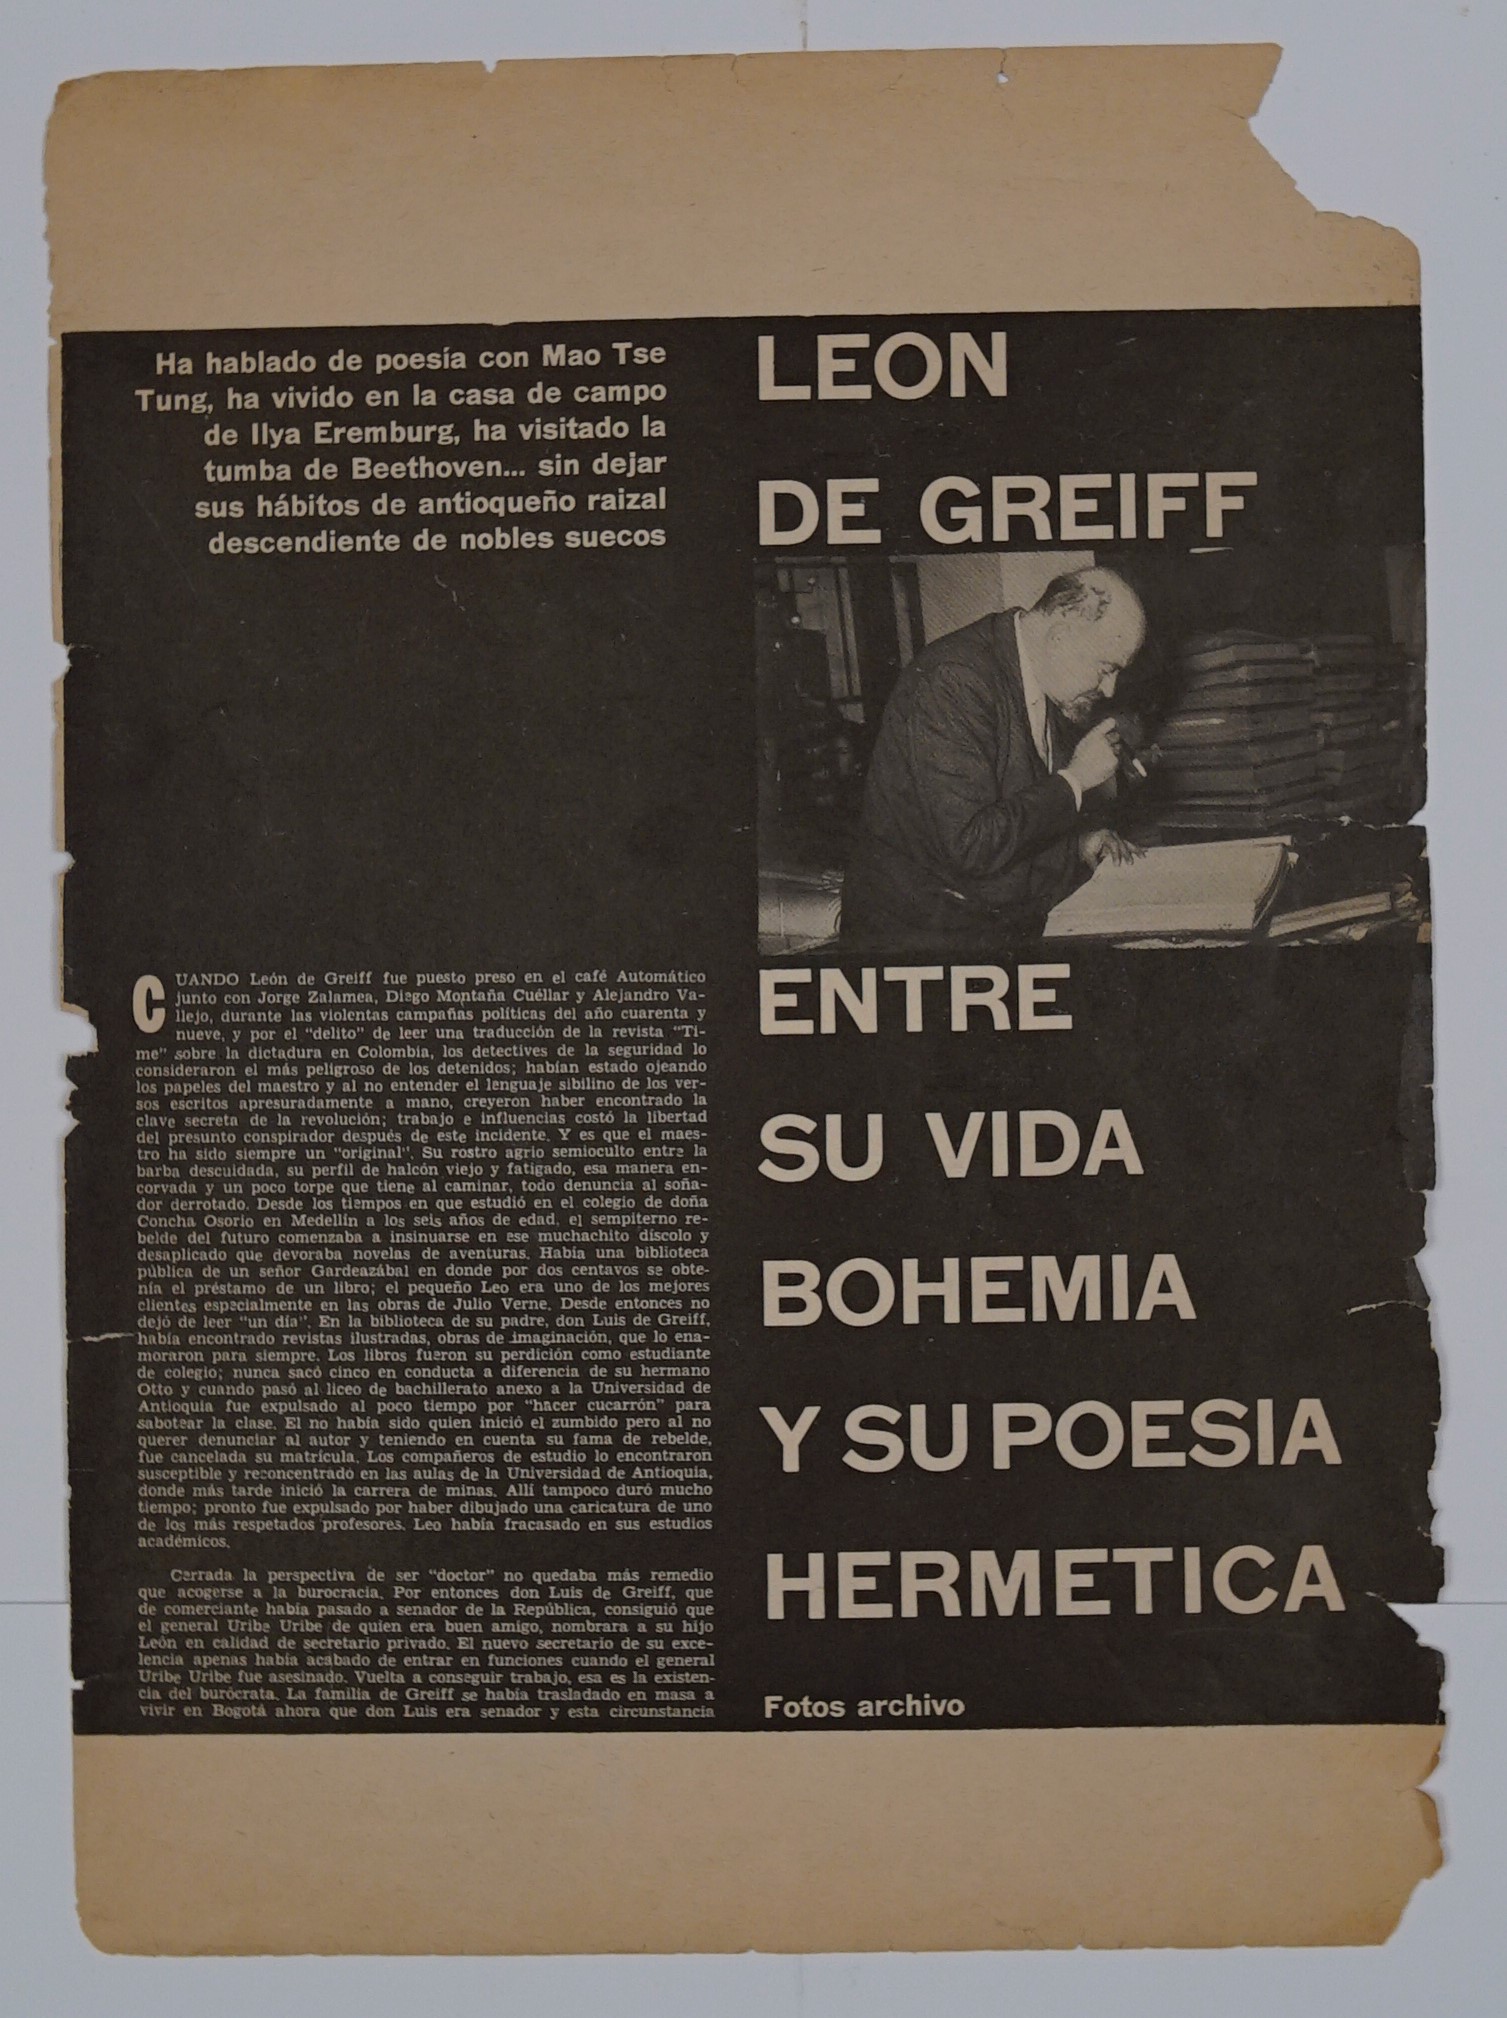 Ha hablado de poesía con Mao Tse
Tung, ha vivido en la casa de campo
de Ilya Eremburg, ha visitado la
tumba de Beethoven... sin dejar
sus hábitos de antioqueño raizal
descendiente de nobles suecos
LEON
DE GREIFF
ENTRE
SU VIDA
BOHEMIA
Y SU POESIA
HERMETICA
Fotos archivo
CUANDO León de Greiff fue puesto preso en el café Automático
junto con Jorge Zalamea, Diego Montaña Cuéllar y Alejandro Va-
llejo, durante las violentas campañas políticas del año cuarenta y
nueve, y por el "delito" de leer una traducción de la revista "Ti-
me" sobre la dictadura en Colombia, los detectives de la seguridad lo
consideraron el más peligroso de los detenidos; habían estado ojeando
los papeles del maestro y al no entender el lenguaje sibilino de los ver-
sos escritos apresuradamente a mano, creyeron haber encontrado la
clave secreta de la revolución; trabajo e influencias costó la libertad
del presunto conspirador después de este incidente. Y es que el maes-
tro ha sido siempre un "original". Su rostro agrio semioculto entre la
barba descuidada, su perfil de halcón viejo y fatigado, esa manera en-
corvada y un poco torpe que tiene al caminar, todo denuncia al soña-
dor derrotado. Desde los tiempos en que estudió en el colegio de doña
Concha Osorio en Medellín a los seis años de edad, el sempiterno re-
belde del futuro comenzaba a insinuarse en ese muchachito díscolo y
desaplicado que devoraba novelas de aventuras. Había una biblioteca
pública de un señor Gardeazábal en donde por dos centavos se obte-
nía el préstamo de un libro; el pequeño Leo era uno de los mejores
clientes especialmente en las obras de Julio Verne. Desde entonces no
dejó de leer "un día". En la biblioteca de su padre, don Luis de Greiff,
había encontrado revistas ilustradas, obras de imaginación, que lo ena-
moraron para siempre. Los libros fueron su perdición como estudiante
de colegio; nunca sacó cinco en conducta a diferencia de su hermano
Otto y cuando pasó al liceo de bachillerato anexo a la Universidad de
Antioquia fue expulsado al poco tiempo por "hacer cucarrón" para
sabotear la clase. El no había sido quien inició el zumbido pero al no
querer denunciar al autor y teniendo en cuenta su fama de rebelde,
fue cancelada su matrícula. Los compañeros de estudio lo encontraron
susceptible y reconcentrado en las aulas de la Universidad de Antioquia,
donde más tarde inició la carrera de minas. Allí tampoco duró mucho
tiempo; pronto fue expulsado por haber dibujado una caricatura de uno
de los más respetados profesores. Leo había fracasado en sus estudios
académicos.
Cerrada la perspectiva de ser "doctor" no quedaba más remedio
que acogerse a la burocracia. Por entonces don Luis de Greiff, que
de comerciante había pasado a senador de la República, consiguió que
el general Uribe Uribe de quien era buen amigo, nombrara a su hijo
León en calidad de secretario privado. El nuevo secretario de su exce-
lencia apenas había acabado de entrar en funciones cuando el general
Uribe Uribe fue asesinado. Vuelta a conseguir trabajo, esa es la existen-
cia del burócrata. La familia de Greiff se había trasladado en masa a
vivir en Bogotá ahora que don Luis era senador y esta circunstancia